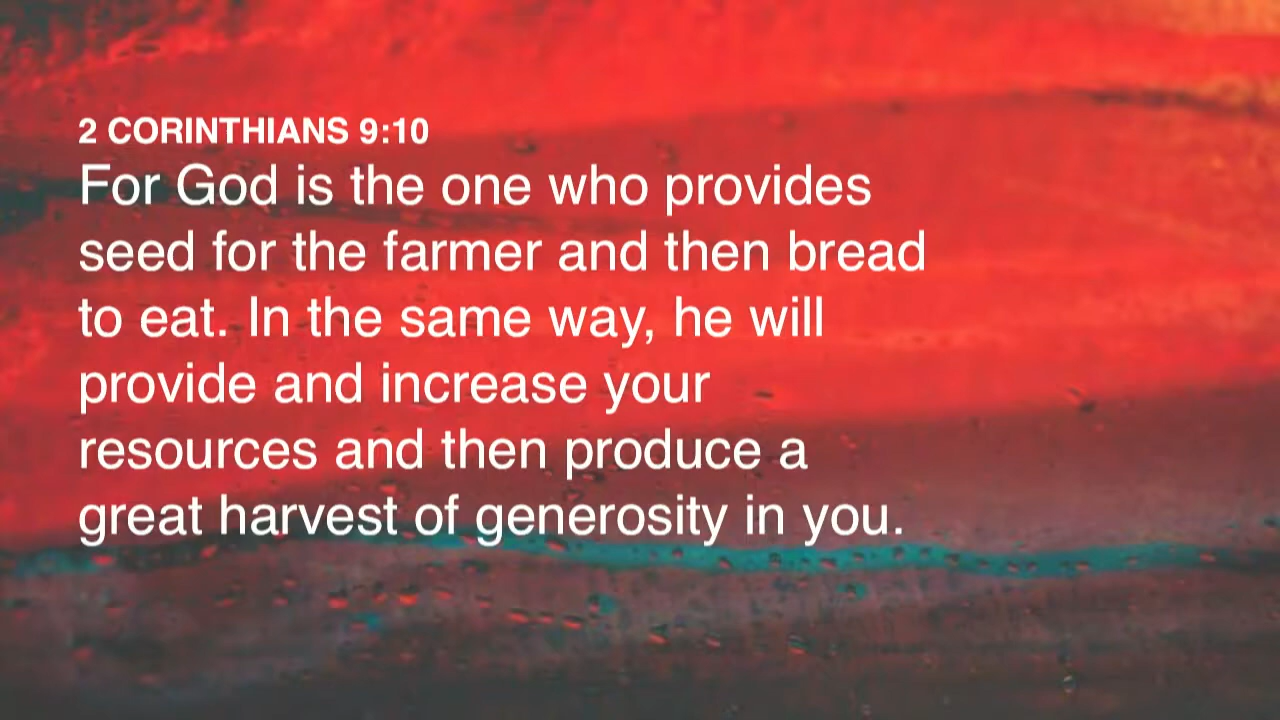 2 CORINTHIANS 9:10
For God is the one who provides
seed for the farmer and then bread
to eat. In the same way, he will
provide and increase your
resources and then produce a
great harvest of generosity in you.